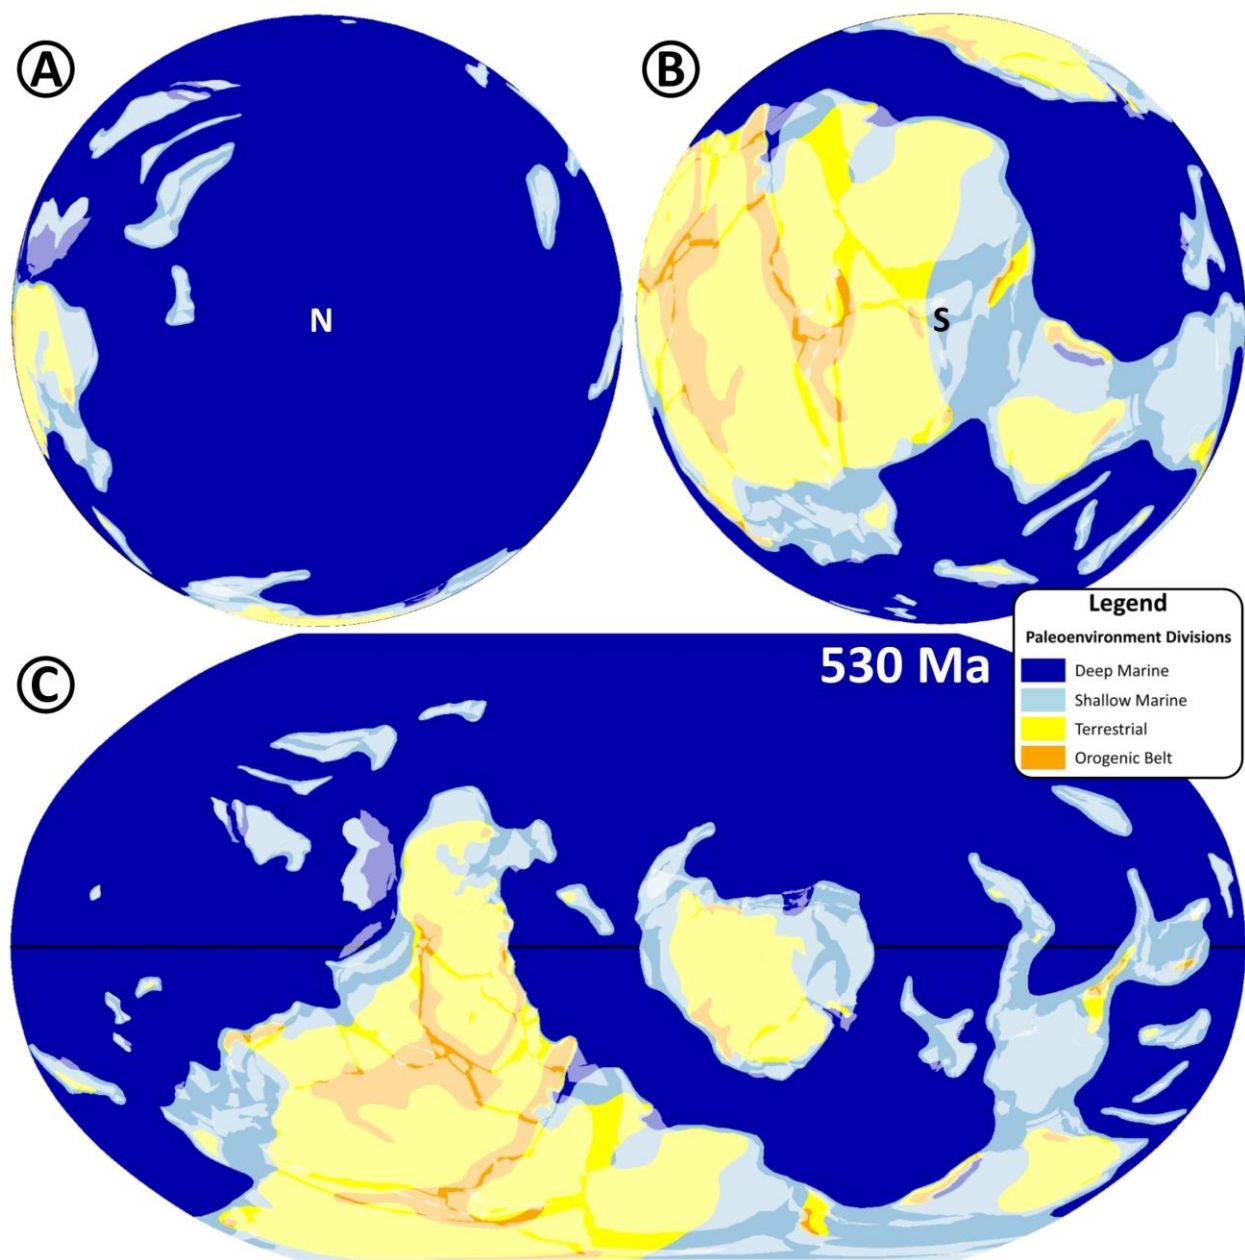 A
B
N
S
Legend
Paleoenvironment Divisions
Deep Marine
Shallow Marine
Terrestrial
Orogenic Belt
C
530 Ma